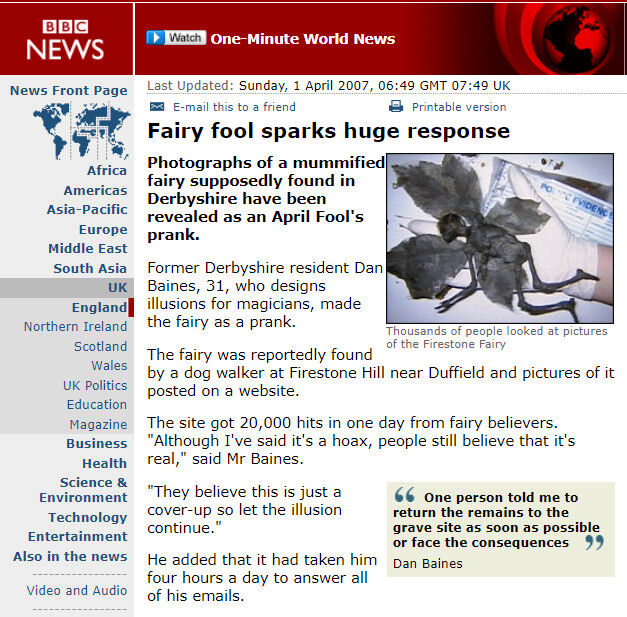 BBC
NEWS
Watch One-Minute World News
News Front Page
Africa
Americas
Asia-Pacific
Europe
Middle East
South Asia
UK
England
Northern Ireland
Scotland
Wales
UK Politics
Education
Magazine
Business
Health
Science &
Environment
Technology
Entertainment
Also in the news
Video and Audio
Last Updated: Sunday, 1 April 2007, 06:49 GMT 07:49 UK
E-mail this to a friend
Printable version
Fairy fool sparks huge response
Photographs of a mummified
fairy supposedly found in
Derbyshire have been
revealed as an April Fool's
prank.
POLICE EVIDENCE
Thousands of people looked at pictures
of the Firestone Fairy
Former Derbyshire resident Dan
Baines, 31, who designs
illusions for magicians, made
the fairy as a prank.
The fairy was reportedly found
by a dog walker at Firestone Hill near Duffield and pictures of it
posted on a website.
The site got 20,000 hits in one day from fairy believers.
"Although I've said it's a hoax, people still believe that it's
real," said Mr Baines.
"They believe this is just a
cover-up so let the illusion
continue."
He added that it had taken him
four hours a day to answer all
of his emails.
“ One person told me to
return the remains to the
grave site as soon as possible
or face the consequences ”
Dan Baines